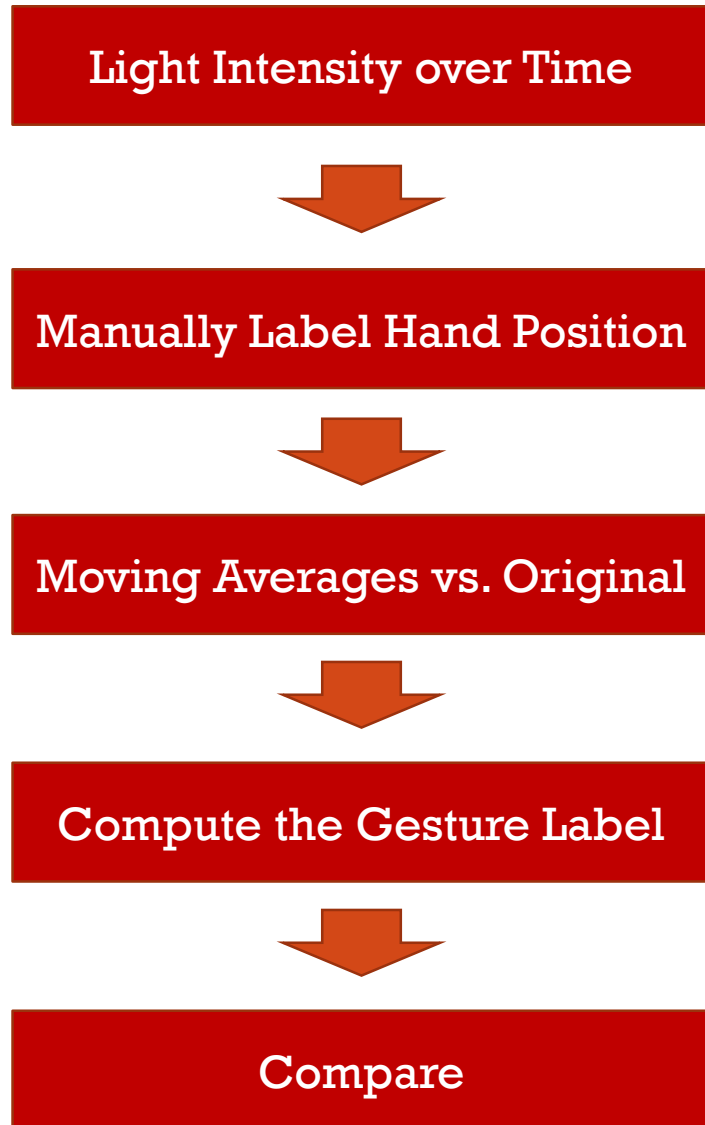 Light Intensity over Time
Manually Label Hand Position
Moving Averages vs. Original
Compute the Gesture Label
Compare